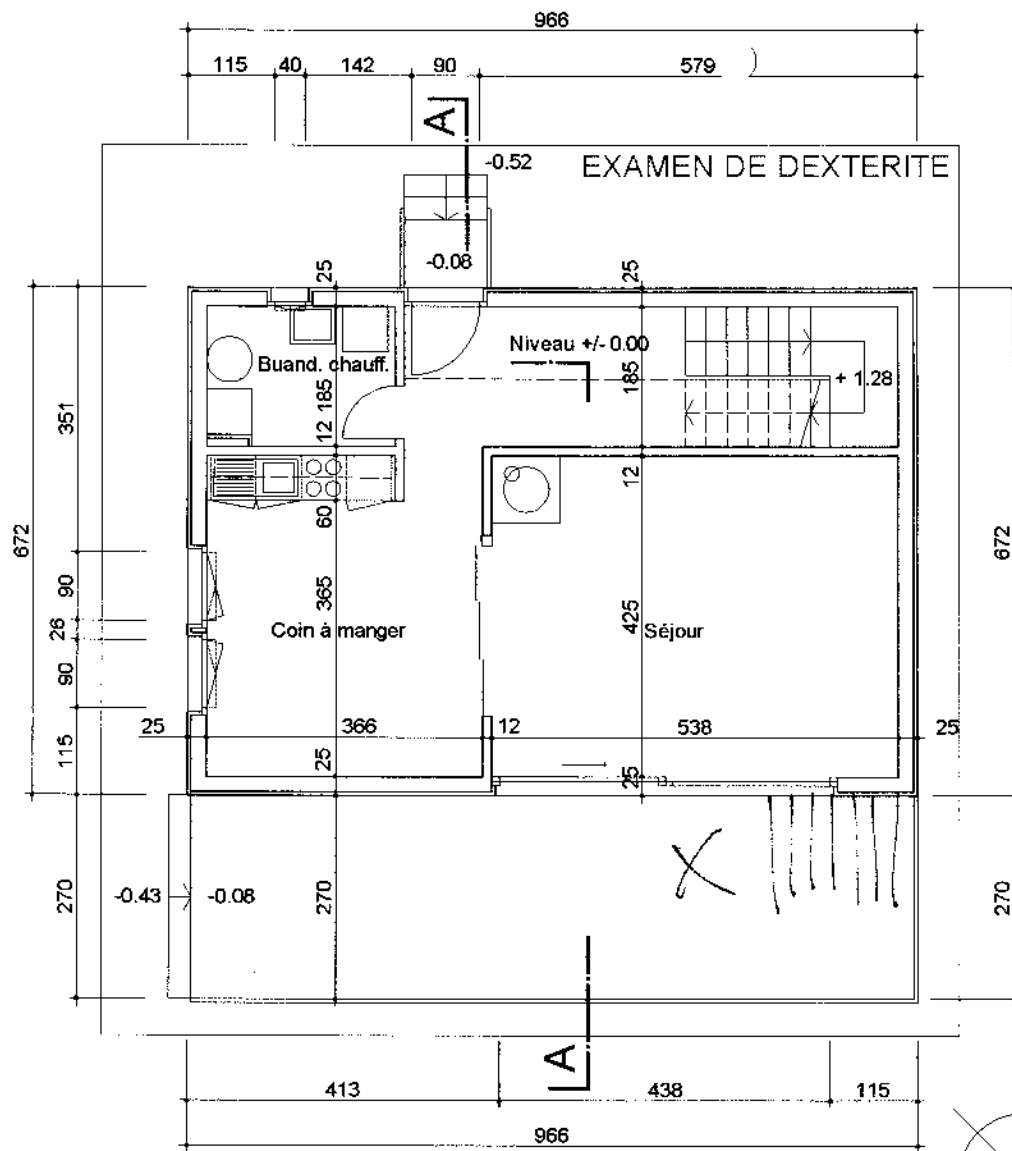 966
115 40 142 90 579
A
-0.52
EXAMEN DE DEXTERITE
-0.08
25 25
Niveau +/- 0.00
Buand. chauff.
+ 1.28
185 185
351
12 12
60
672 672
90
365 425
26
Coin à manger Séjour
90
25 366 12 538 25
115
25 25
X
-0.43 -0.08
270 270 270
A
413 438 115
966